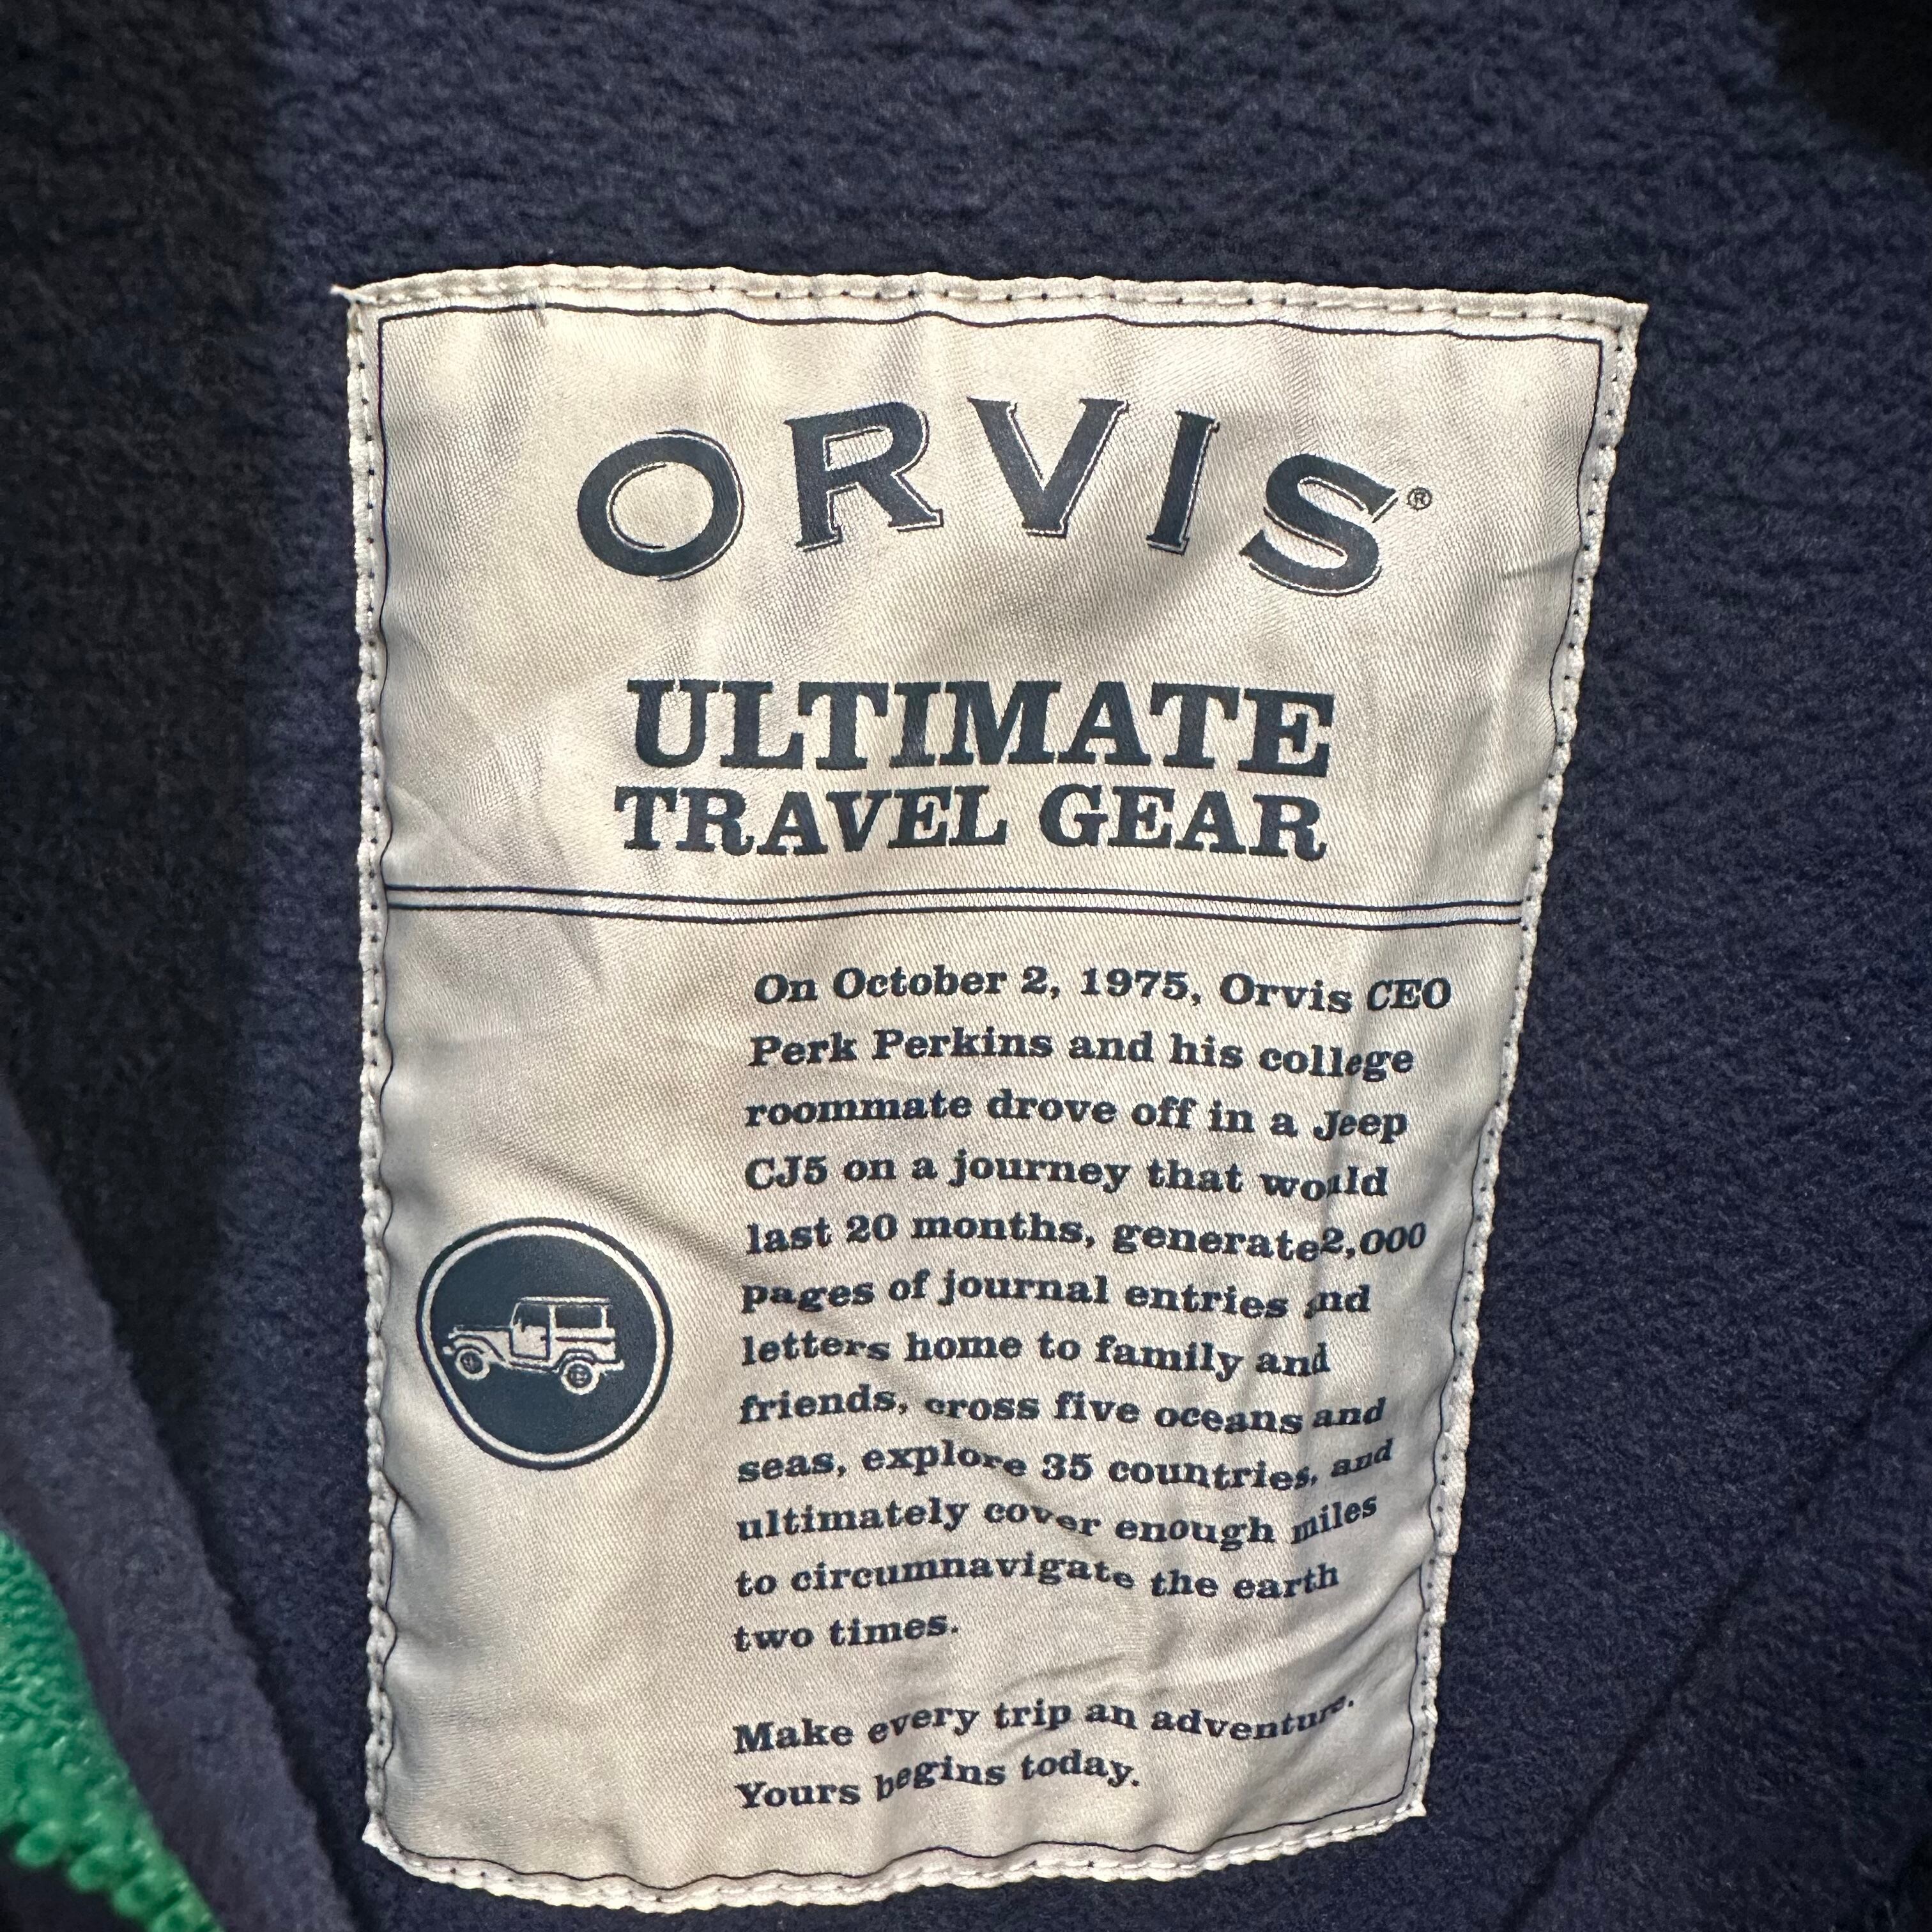 ORVIS®
ULTIMATE
TRAVEL GEAR
On October 2, 1975, Orvis CEO
Perk Perkins and his college
roommate drove off in a Jeep
CJ5 on a journey that would
last 20 months, generate 2,000
pages of journal entries and
letters home to family and
friends, cross five oceans and
seas, explore 35 countries, and
ultimately cover enough miles
to circumnavigate the earth
two times.
Make every trip an adventure.
Yours begins today.